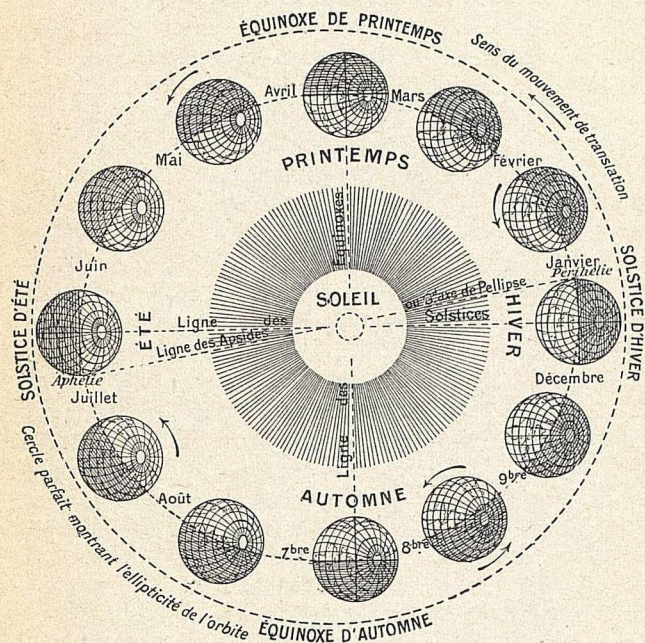 ÉQUINOXE DE PRINTEMPS
Sens du mouvement de translation
Avril
Mars
Mai
PRINTEMPS
Février
Juin
Équinoxes
Janvier
Périhélie
SOLSTICE D'ÉTÉ
ÉTÉ
SOLEIL
ou Gd axe de l'Ellipse
HIVER
SOLSTICE D'HIVER
Ligne des
Solstices
Ligne des Apsides
Aphélie
Juillet
Décembre
Ligne des
Août
AUTOMNE
9bre
7bre
8bre
Cercle parfait montrant l'ellipticité de l'orbite
ÉQUINOXE D'AUTOMNE